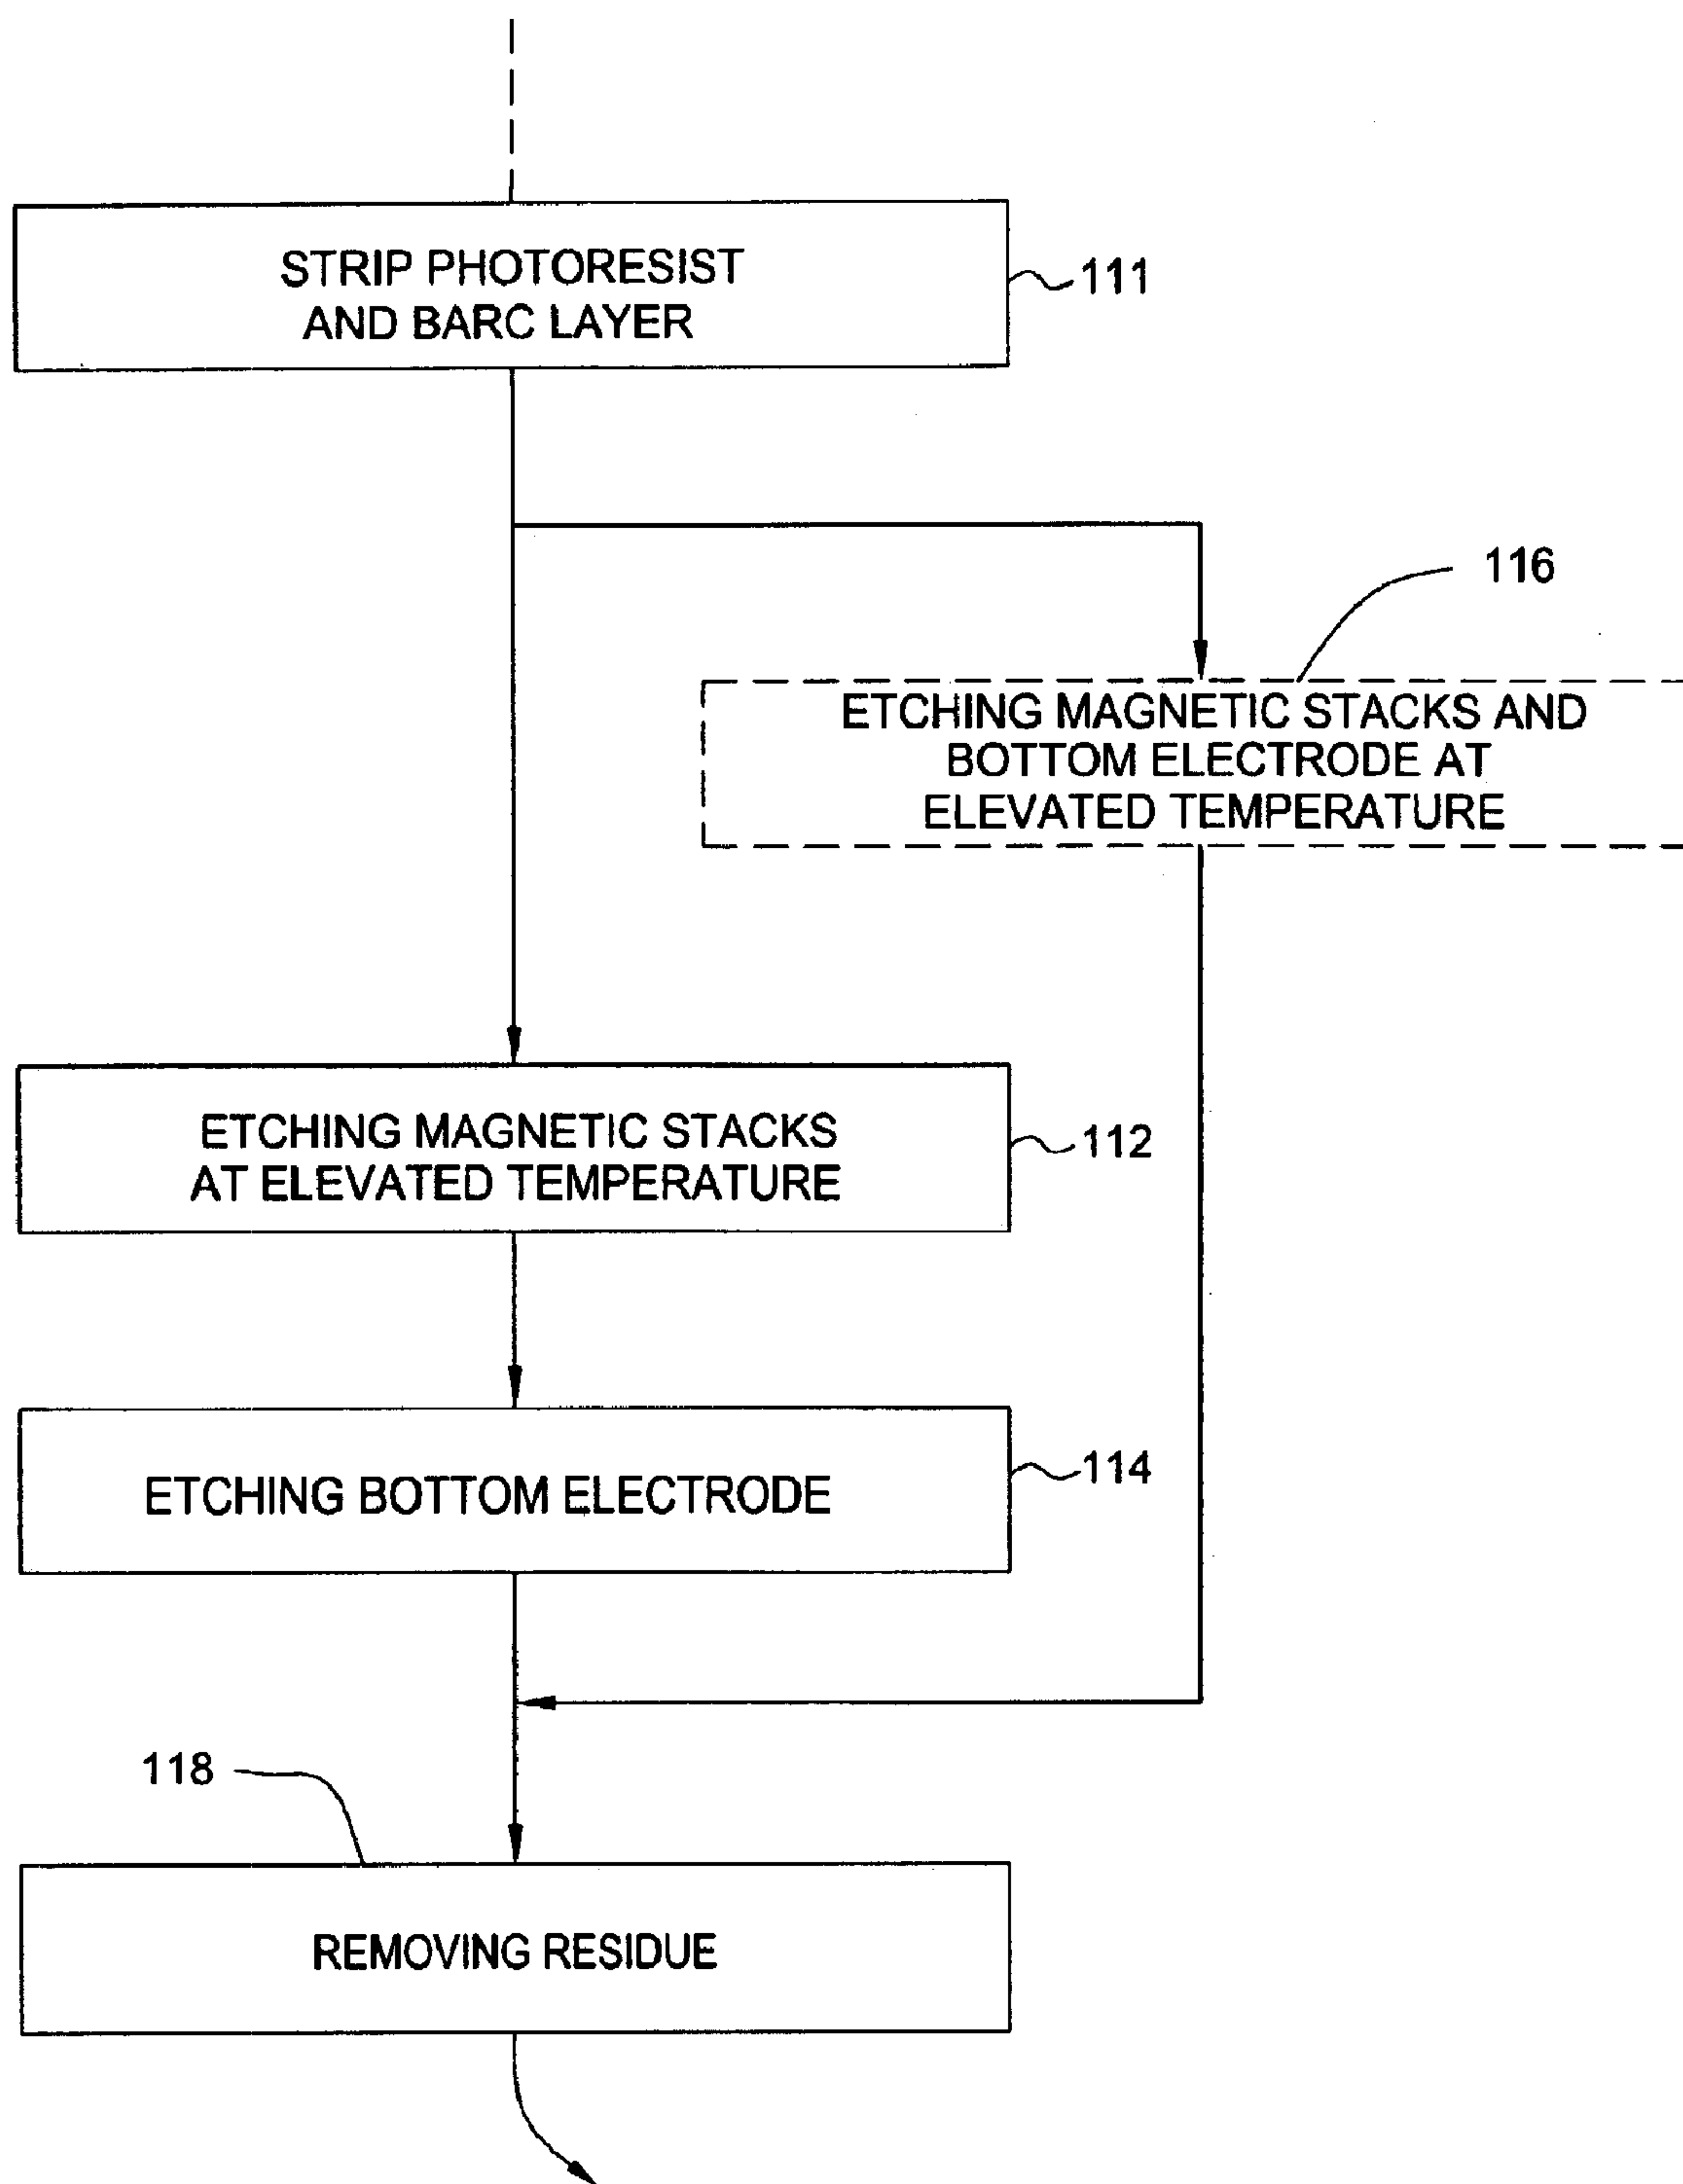 STRIP PHOTORESIST
AND BARC LAYER
111
116
ETCHING MAGNETIC STACKS AND
BOTTOM ELECTRODE AT
ELEVATED TEMPERATURE
ETCHING MAGNETIC STACKS
AT ELEVATED TEMPERATURE
112
ETCHING BOTTOM ELECTRODE
114
118
REMOVING RESIDUE